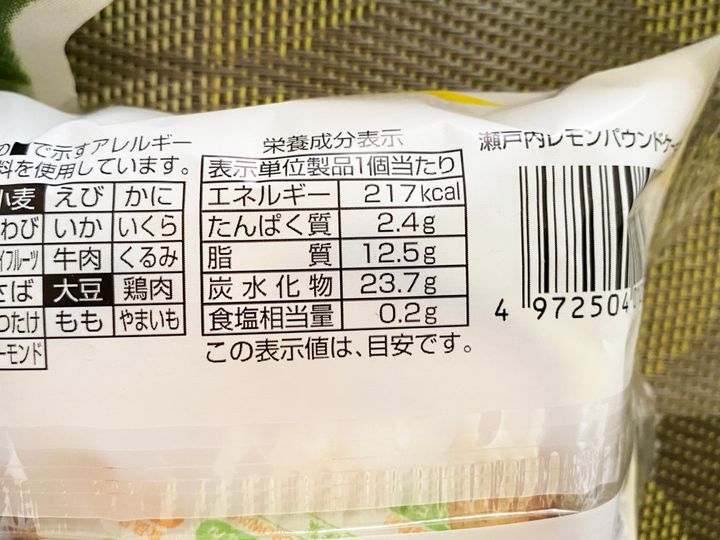 の■で示すアレルギー
料を使用しています。
小麦 えび かに
わび いか いくら
イフルーツ 牛肉 くるみ
さば 大豆 鶏肉
つたけ もも やまいも
ーモンド
栄養成分表示
表示単位製品1個当たり
エネルギー 217kcal
たんぱく質 2.4g
脂質 12.5g
炭水化物 23.7g
食塩相当量 0.2g
この表示値は、目安です。
瀬戸内レモンパウンドケー
4 972504